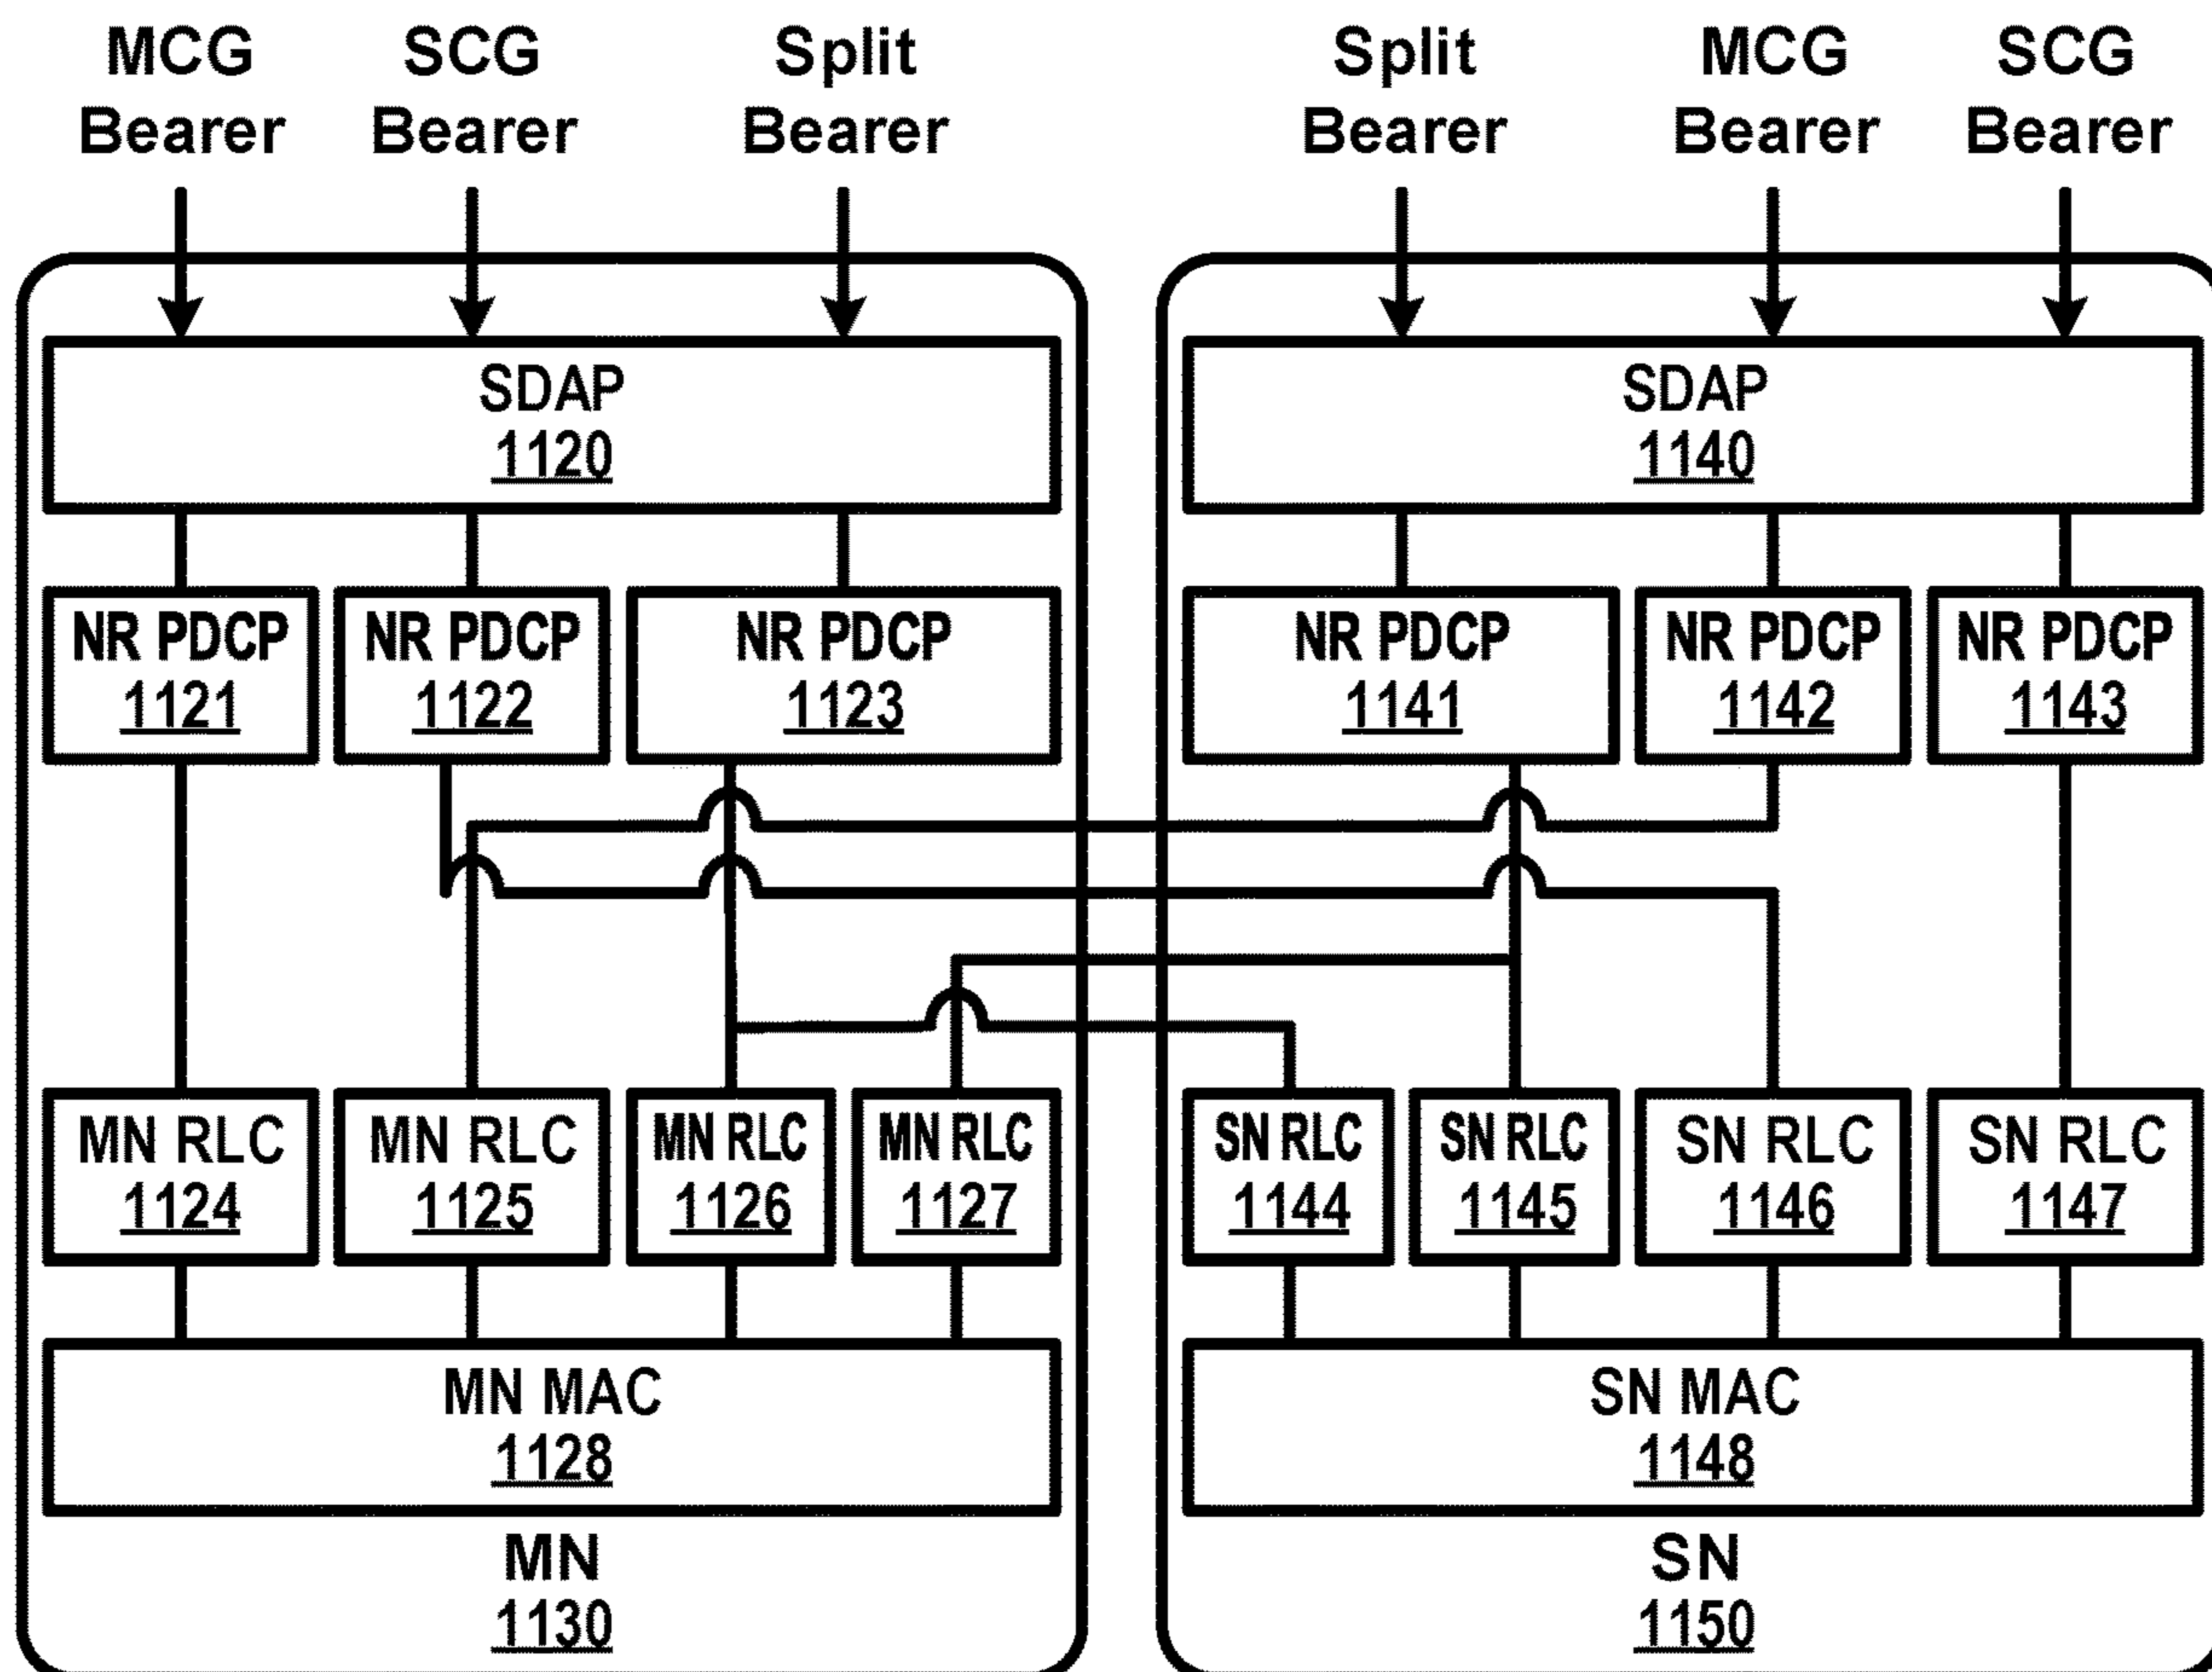 MCG SCG Split Split MCG SCG
Bearer Bearer Bearer Bearer Bearer Bearer
SDAP SDAP
1120 1140
NR PDCP NR PDCP NR PDCP NR PDCP NR PDCP NR PDCP
1121 1122 1123 1141 1142 1143
MN RLC MN RLC MN RLC MN RLC SN RLC SN RLC SN RLC SN RLC
1124 1125 1126 1127 1144 1145 1146 1147
MN MAC SN MAC
1128 1148
MN SN
1130 1150